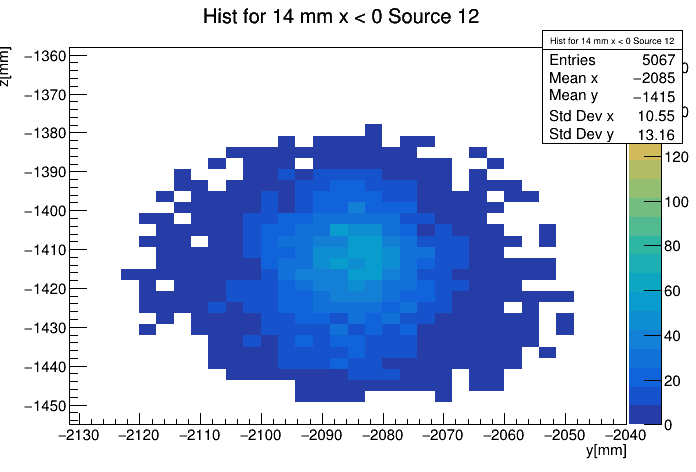 Hist for 14 mm x < 0 Source 12
Hist for 14 mm x < 0 Source 12
Entries 5067
Mean x −2085
Mean y −1415
Std Dev x 10.55
Std Dev y 13.16
z[mm]
−1360
−1370
−1380
−1390
−1400
−1410
−1420
−1430
−1440
−1450
120
100
80
60
40
20
0
−2130 −2120 −2110 −2100 −2090 −2080 −2070 −2060 −2050 −2040
y[mm]